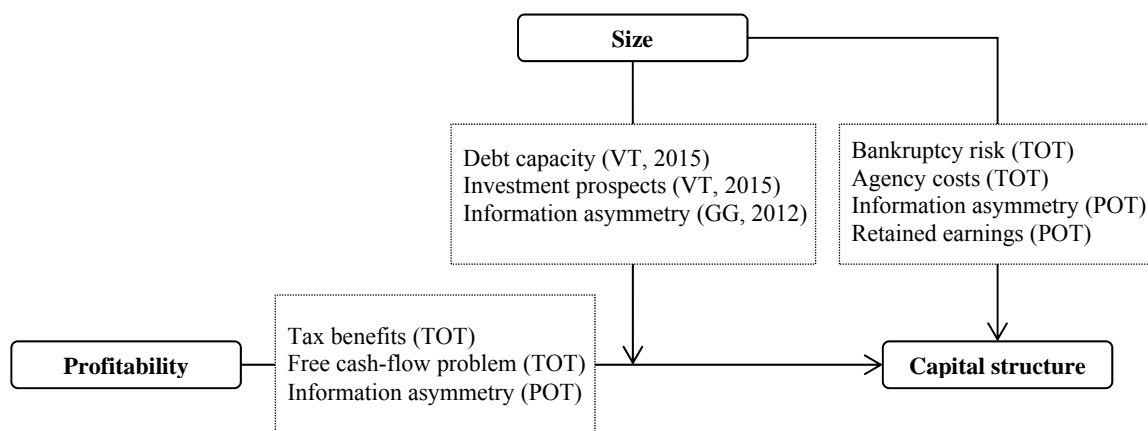 Size
Debt capacity (VT, 2015)
Investment prospects (VT, 2015)
Information asymmetry (GG, 2012)
Bankruptcy risk (TOT)
Agency costs (TOT)
Information asymmetry (POT)
Retained earnings (POT)
Profitability
Tax benefits (TOT)
Free cash-flow problem (TOT)
Information asymmetry (POT)
Capital structure